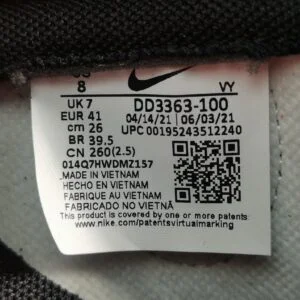 8 VY
UK 7 DD3363-100
EUR 41 04/14/21 06/03/21
cm 26 UPC 00195243512240
BR 39.5
CN 260(2.5)
014Q7HWDMZ157
MADE IN VIETNAM
HECHO EN VIETNAM
FABRIQUE AU VIETNAM
FABRICADO NO VIETNÃ
This product is covered by one or more patents. See
www.nike.com/patentsvirtualmarking